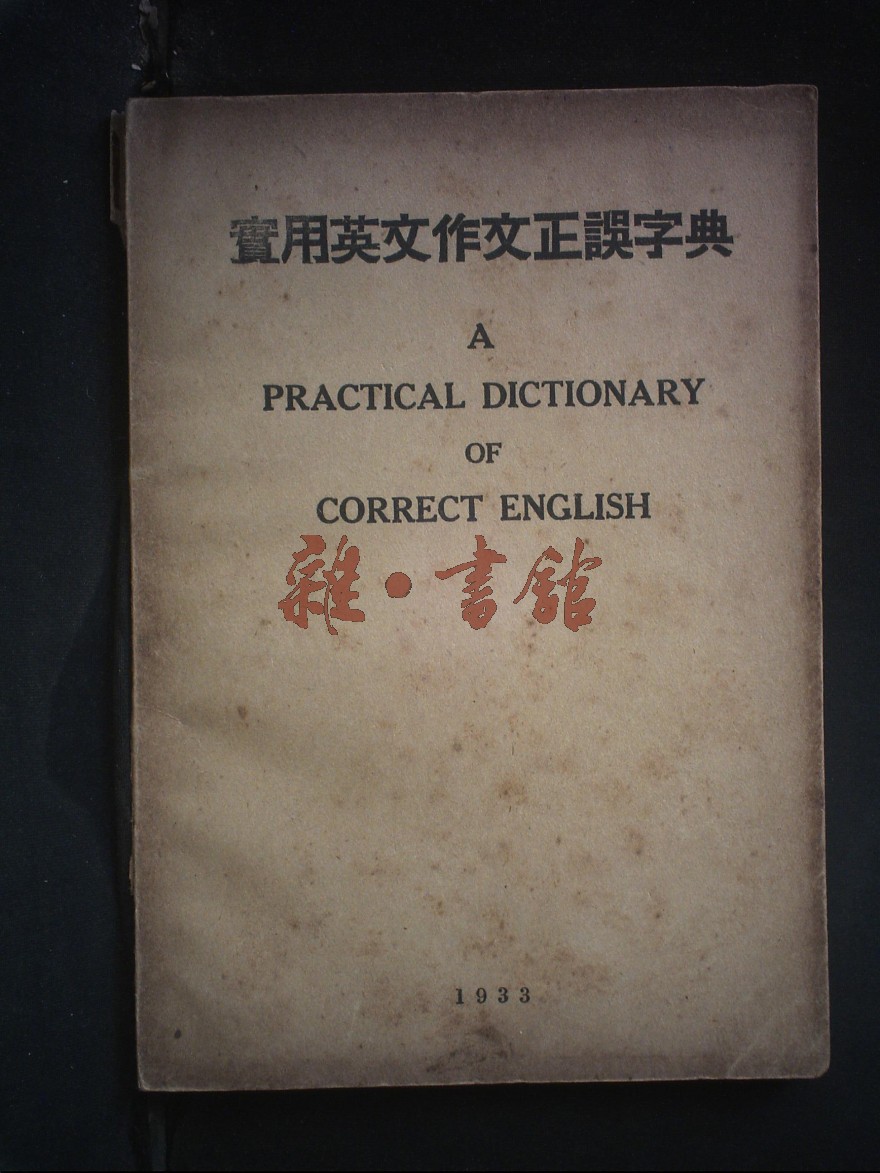 實用英文作文正誤字典
A
PRACTICAL DICTIONARY
OF
CORRECT ENGLISH
雜·書館
1933